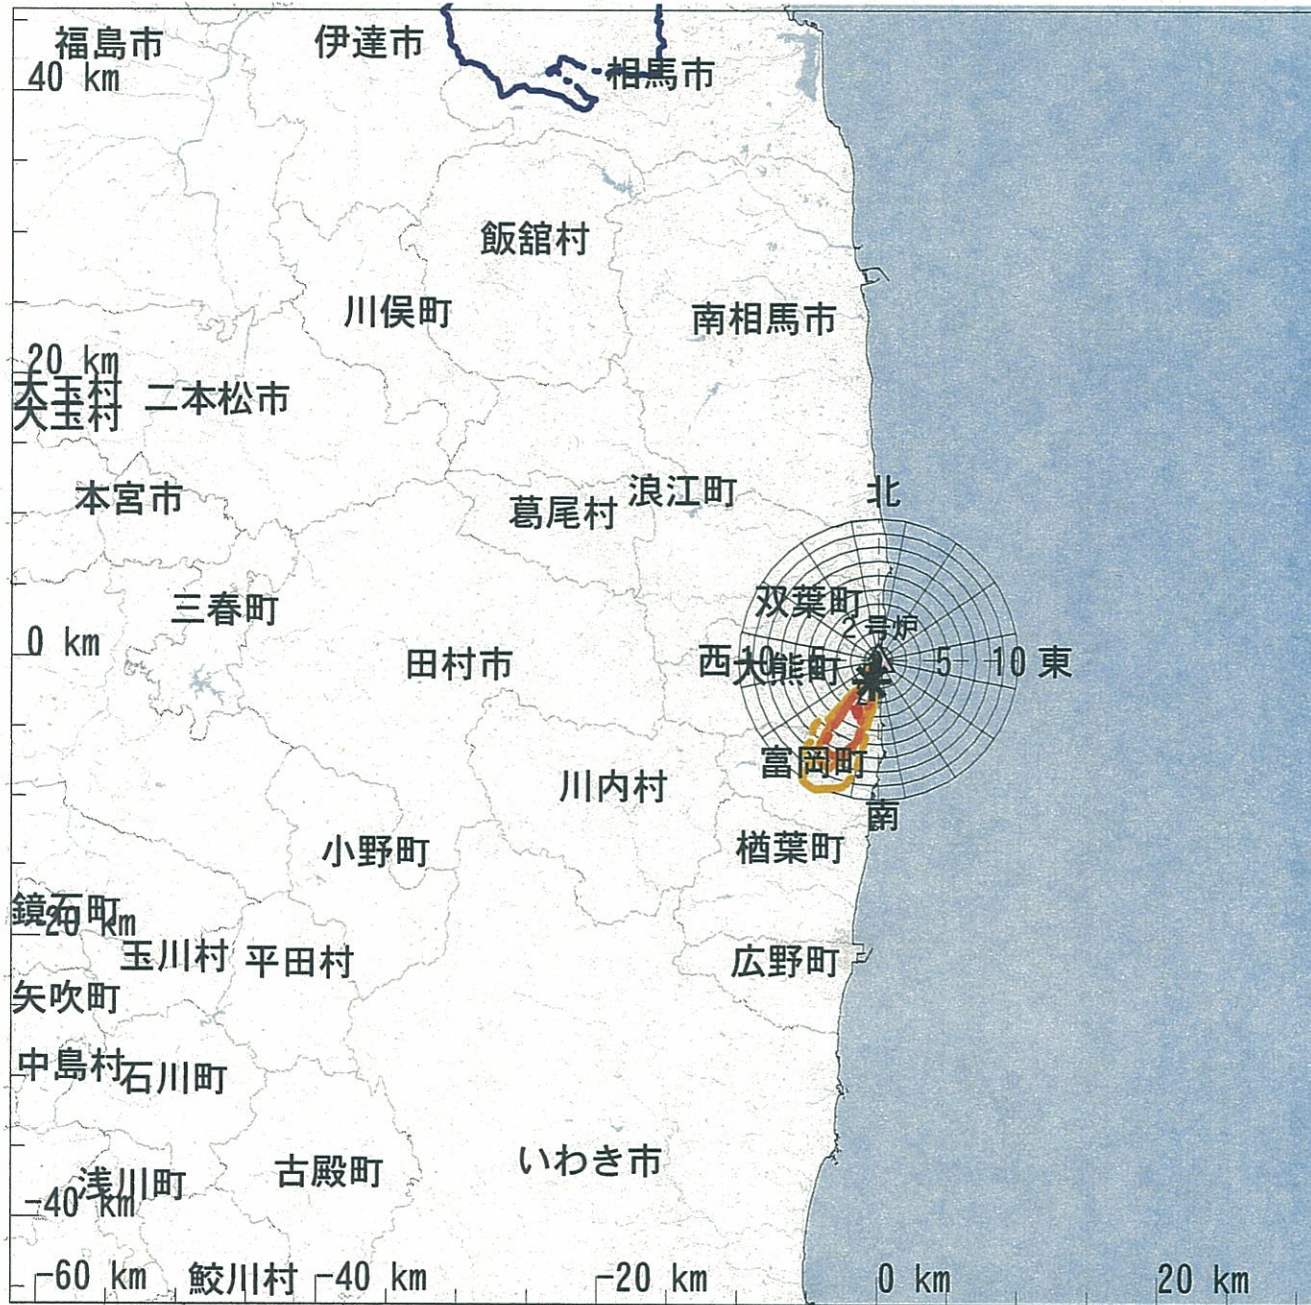 福島市
伊達市
40 km
相馬市
飯舘村
川俣町
南相馬市
20 km
大玉村
二本松市
大玉村
本宮市
葛尾村
浪江町
北
双葉町
三春町
2号炉
0 km
田村市
西
10
5
大熊町
5
10
東
富岡町
川内村
南
小野町
楢葉町
鏡石町
-20 km
玉川村
平田村
広野町
矢吹町
中島村
石川町
いわき市
古殿町
浅川町
-40 km
-60 km
鮫川村
-40 km
-20 km
0 km
20 km